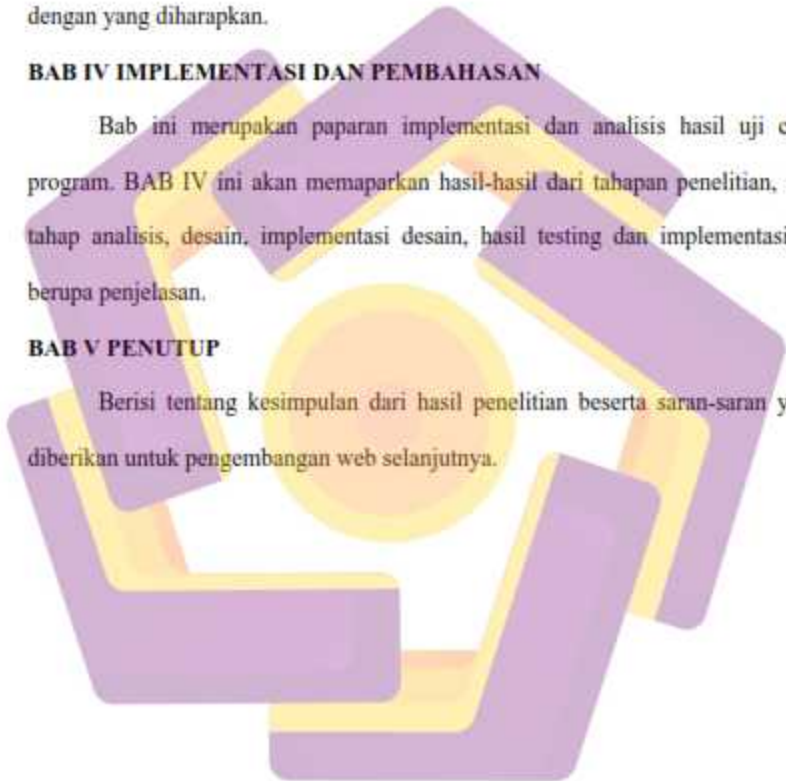 dengan yang diharapkan.
BAB IV IMPLEMENTASI DAN PEMBAHASAN
Bab ini merupakan paparan implementasi dan analisis hasil uji
program. BAB IV ini akan memaparkan hasil-hasil dari tahapan penelitian,
tahap analisis, desain, implementasi desain, hasil testing dan implementasi
berupa penjelasan.
BAB V PENUTUP
Berisi tentang kesimpulan dari hasil penelitian beserta saran-saran
diberikan untuk pengembangan web selanjutnya.